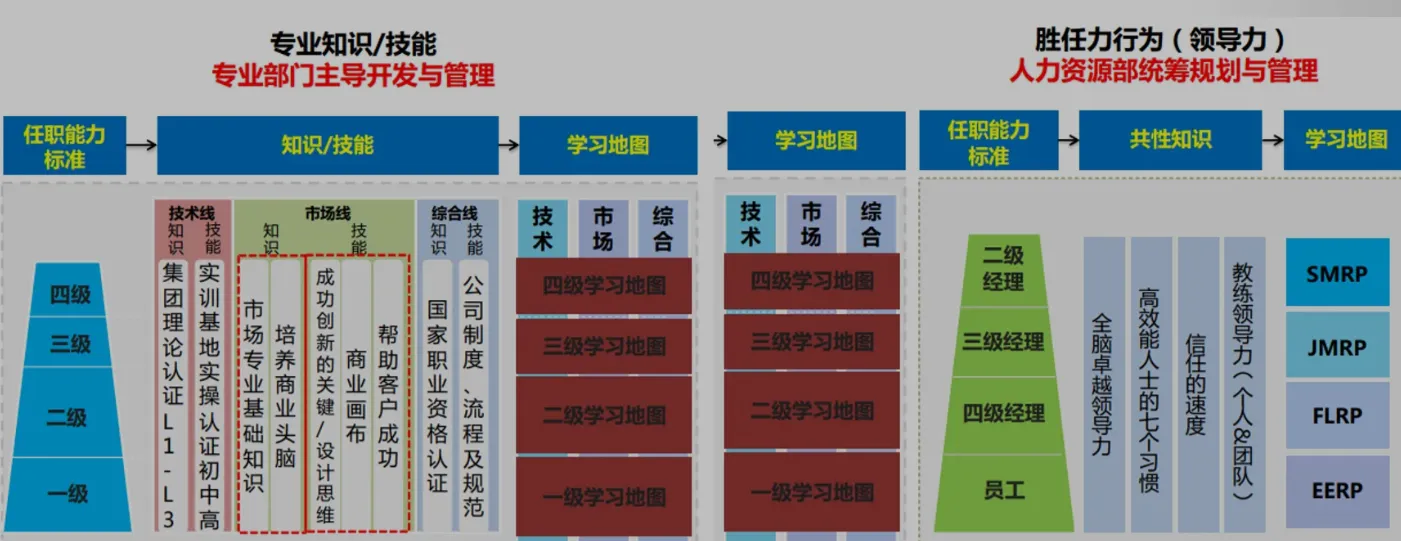 专业知识/技能
专业部门主导开发与管理
胜任力行为（领导力）
人力资源部统筹规划与管理
任职能力
标准
知识/技能
学习地图
学习地图
任职能力
标准
共性知识
学习地图
技术线
知识
技能
市场线
知识
技能
综合线
知识
技能
四级
三级
二级
一级
集团理论认证L1-L3
实训基地实操认证初中高
市场专业基础知识
培养商业头脑
成功创新的关键/设计思维
商业画布
帮助客户成功
国家职业资格认证
公司制度、流程及规范
技术
市场
综合
四级学习地图
三级学习地图
二级学习地图
一级学习地图
技术
市场
综合
四级学习地图
三级学习地图
二级学习地图
一级学习地图
二级
经理
三级经理
四级经理
员工
全脑卓越领导力
高效能人士的七个习惯
信任的速度
教练领导力（个人&团队）
SMRP
JMRP
FLRP
EERP